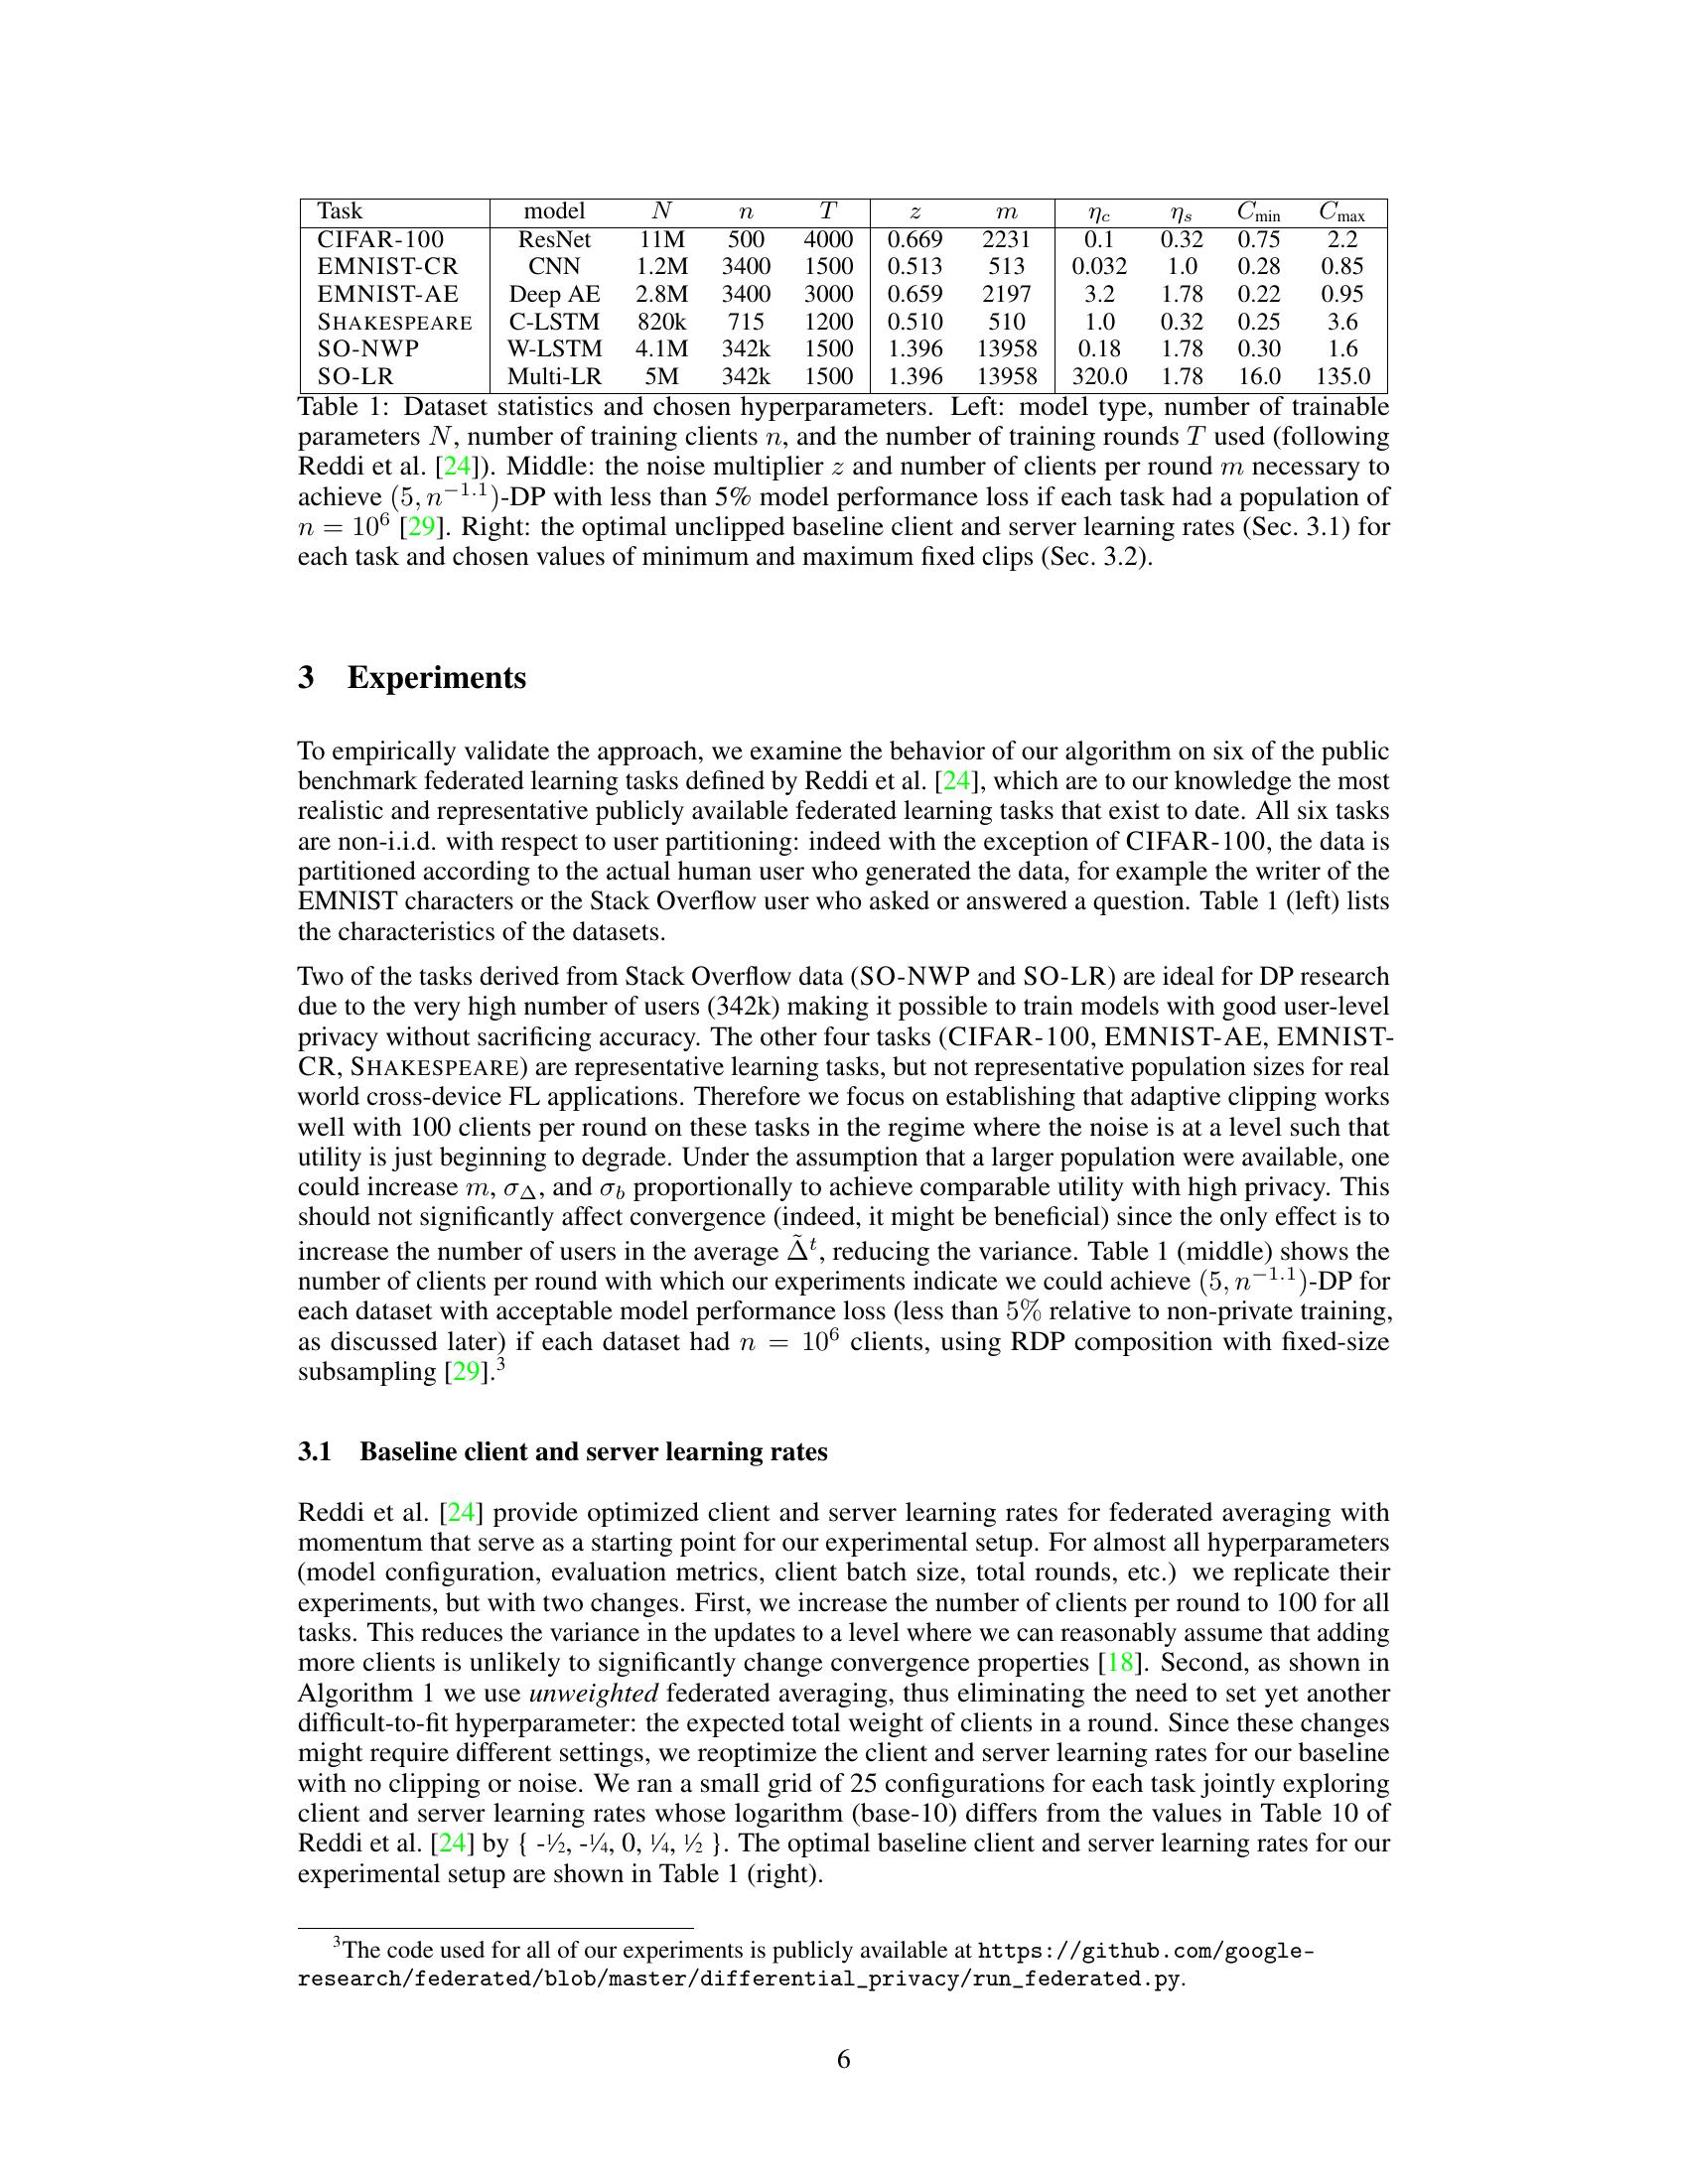 Task model N n T z m ηc ηs Cmin Cmax
CIFAR-100 ResNet 11M 500 4000 0.669 2231 0.1 0.32 0.75 2.2
EMNIST-CR CNN 1.2M 3400 1500 0.513 513 0.032 1.0 0.28 0.85
EMNIST-AE Deep AE 2.8M 3400 3000 0.659 2197 3.2 1.78 0.22 0.95
SHAKESPEARE C-LSTM 820k 715 1200 0.510 510 1.0 0.32 0.25 3.6
SO-NWP W-LSTM 4.1M 342k 1500 1.396 13958 0.18 1.78 0.30 1.6
SO-LR Multi-LR 5M 342k 1500 1.396 13958 320.0 1.78 16.0 135.0
Table 1: Dataset statistics and chosen hyperparameters. Left: model type, number of trainable
parameters N, number of training clients n, and the number of training rounds T used (following
Reddi et al. [24]). Middle: the noise multiplier z and number of clients per round m necessary to
achieve (5, n^−1.1)-DP with less than 5% model performance loss if each task had a population of
n = 10^6 [29]. Right: the optimal unclipped baseline client and server learning rates (Sec. 3.1) for
each task and chosen values of minimum and maximum fixed clips (Sec. 3.2).
3 Experiments
To empirically validate the approach, we examine the behavior of our algorithm on six of the public
benchmark federated learning tasks defined by Reddi et al. [24], which are to our knowledge the most
realistic and representative publicly available federated learning tasks that exist to date. All six tasks
are non-i.i.d. with respect to user partitioning: indeed with the exception of CIFAR-100, the data is
partitioned according to the actual human user who generated the data, for example the writer of the
EMNIST characters or the Stack Overflow user who asked or answered a question. Table 1 (left) lists
the characteristics of the datasets.
Two of the tasks derived from Stack Overflow data (SO-NWP and SO-LR) are ideal for DP research
due to the very high number of users (342k) making it possible to train models with good user-level
privacy without sacrificing accuracy. The other four tasks (CIFAR-100, EMNIST-AE, EMNIST-
CR, SHAKESPEARE) are representative learning tasks, but not representative population sizes for real
world cross-device FL applications. Therefore we focus on establishing that adaptive clipping works
well with 100 clients per round on these tasks in the regime where the noise is at a level such that
utility is just beginning to degrade. Under the assumption that a larger population were available, one
could increase m, σΔ, and σb proportionally to achieve comparable utility with high privacy. This
should not significantly affect convergence (indeed, it might be beneficial) since the only effect is to
increase the number of users in the average Δ̃^t, reducing the variance. Table 1 (middle) shows the
number of clients per round with which our experiments indicate we could achieve (5, n^−1.1)-DP for
each dataset with acceptable model performance loss (less than 5% relative to non-private training,
as discussed later) if each dataset had n = 10^6 clients, using RDP composition with fixed-size
subsampling [29].³
3.1 Baseline client and server learning rates
Reddi et al. [24] provide optimized client and server learning rates for federated averaging with
momentum that serve as a starting point for our experimental setup. For almost all hyperparameters
(model configuration, evaluation metrics, client batch size, total rounds, etc.) we replicate their
experiments, but with two changes. First, we increase the number of clients per round to 100 for all
tasks. This reduces the variance in the updates to a level where we can reasonably assume that adding
more clients is unlikely to significantly change convergence properties [18]. Second, as shown in
Algorithm 1 we use unweighted federated averaging, thus eliminating the need to set yet another
difficult-to-fit hyperparameter: the expected total weight of clients in a round. Since these changes
might require different settings, we reoptimize the client and server learning rates for our baseline
with no clipping or noise. We ran a small grid of 25 configurations for each task jointly exploring
client and server learning rates whose logarithm (base-10) differs from the values in Table 10 of
Reddi et al. [24] by { -½, -¼, 0, ¼, ½ }. The optimal baseline client and server learning rates for our
experimental setup are shown in Table 1 (right).
³The code used for all of our experiments is publicly available at https://github.com/google-
research/federated/blob/master/differential_privacy/run_federated.py.
6